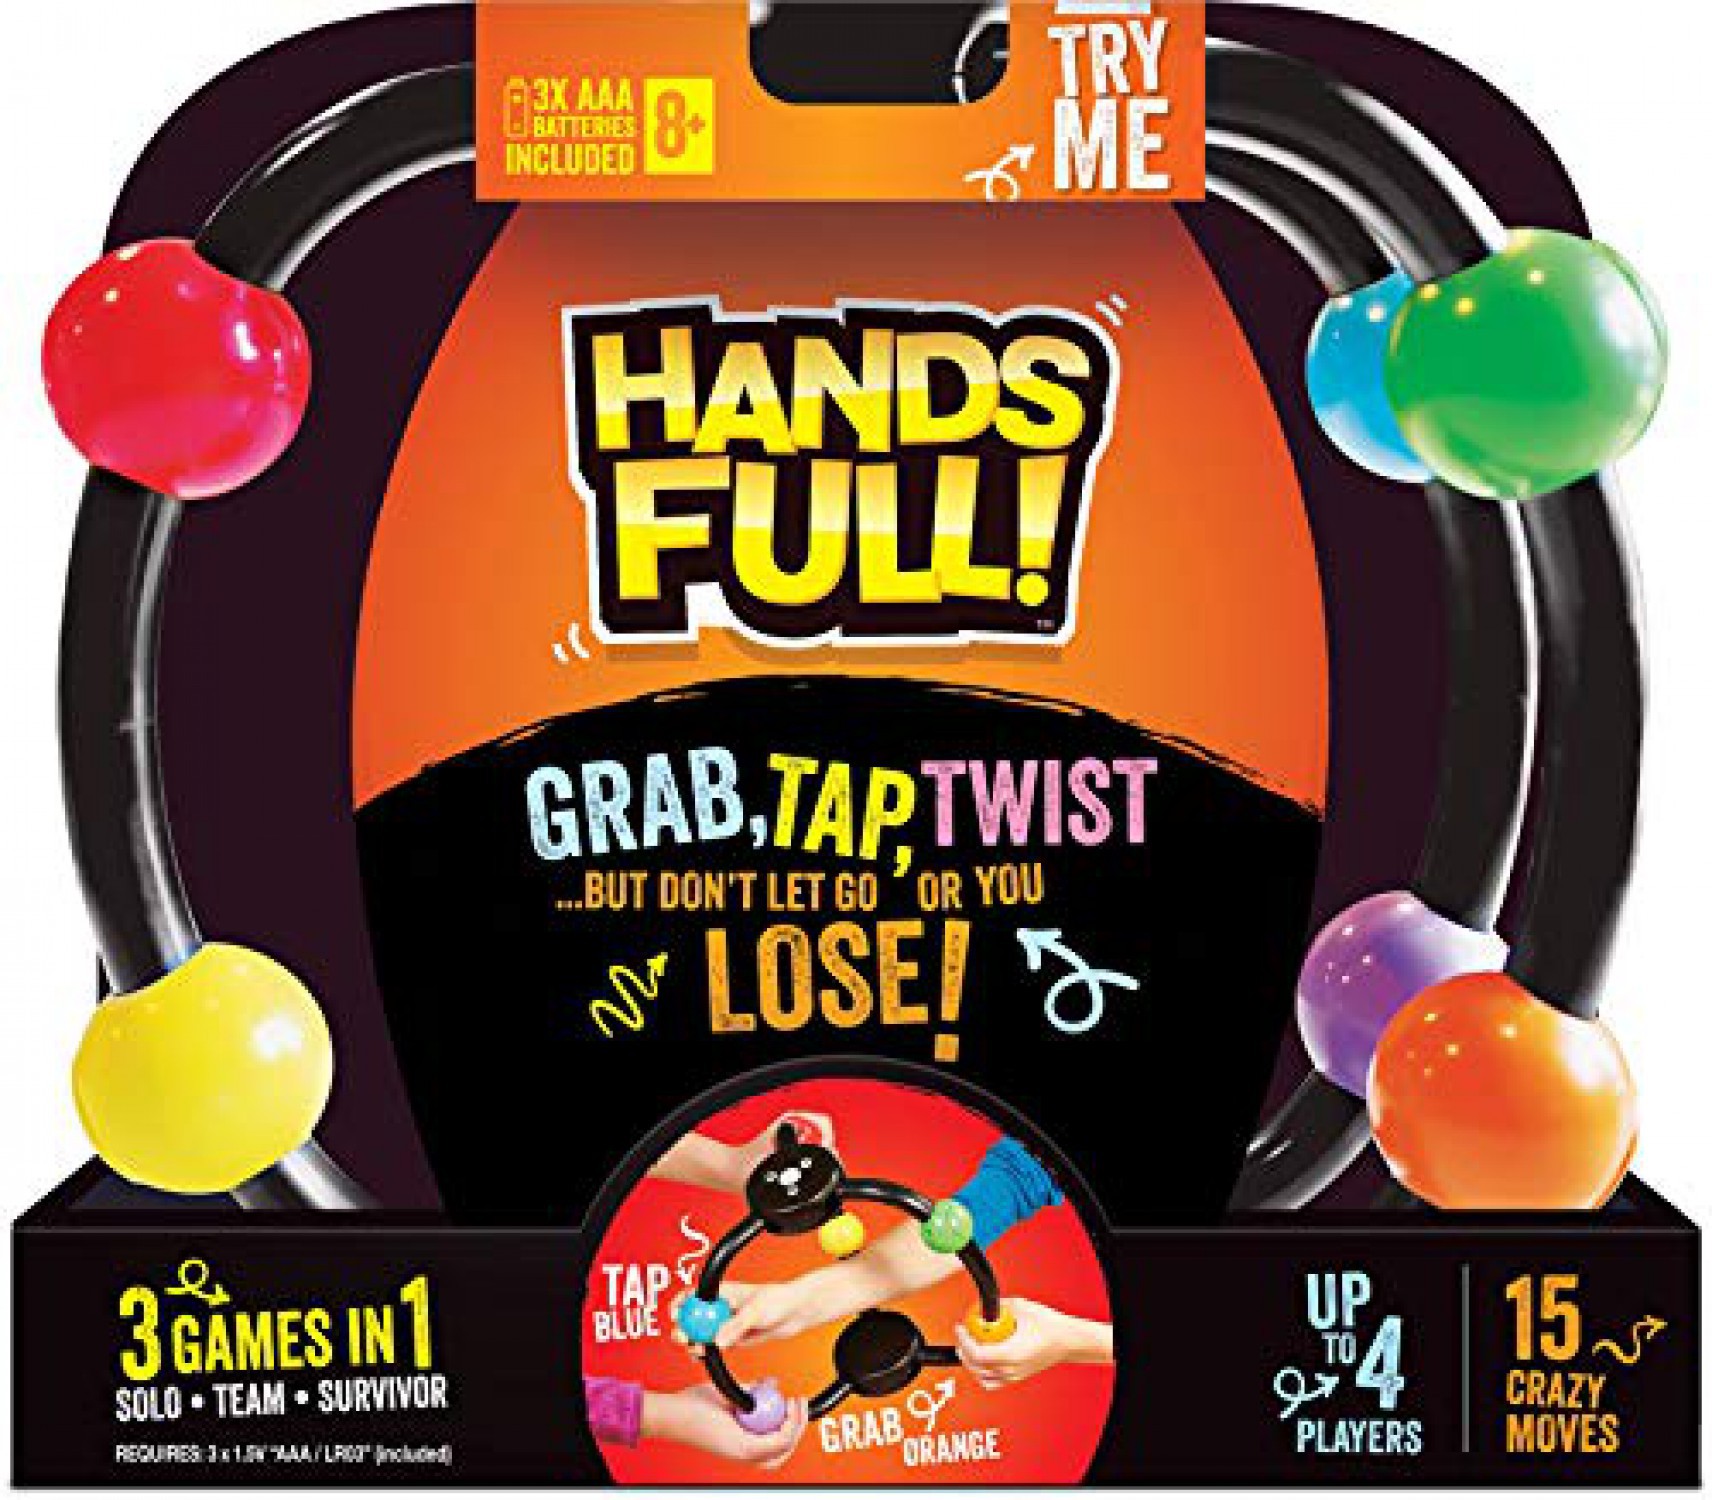 3X AAA
BATTERIES
INCLUDED
8+
TRY
ME
HANDS
FULL!
™
GRAB, TAP, TWIST
...BUT DON'T LET GO OR YOU
LOSE!
TAP
BLUE
GRAB
ORANGE
3 GAMES IN 1
SOLO • TEAM • SURVIVOR
REQUIRES: 3 x 1.5V "AAA / LR03" (included)
UP
TO 4
PLAYERS
15
CRAZY
MOVES